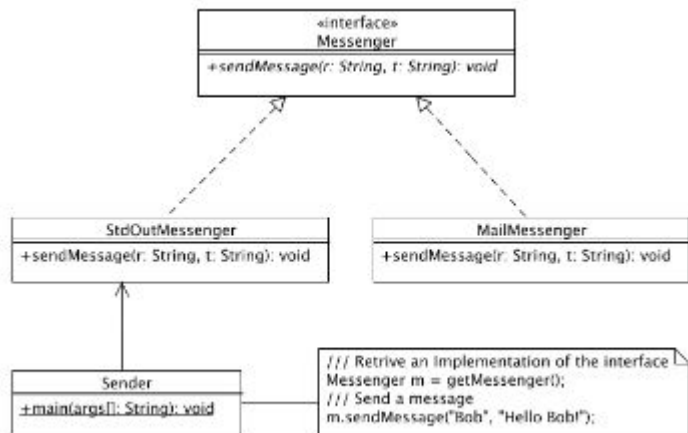 «interface»
Messenger
+sendMessage(r: String, t: String): void
StdOutMessenger
+sendMessage(r: String, t: String): void
MailMessenger
+sendMessage(r: String, t: String): void
Sender
+main(args[]: String): void
/// Retrive an Implementation of the interface
Messenger m = getMessenger();
/// Send a message
m.sendMessage("Bob", "Hello Bob!");